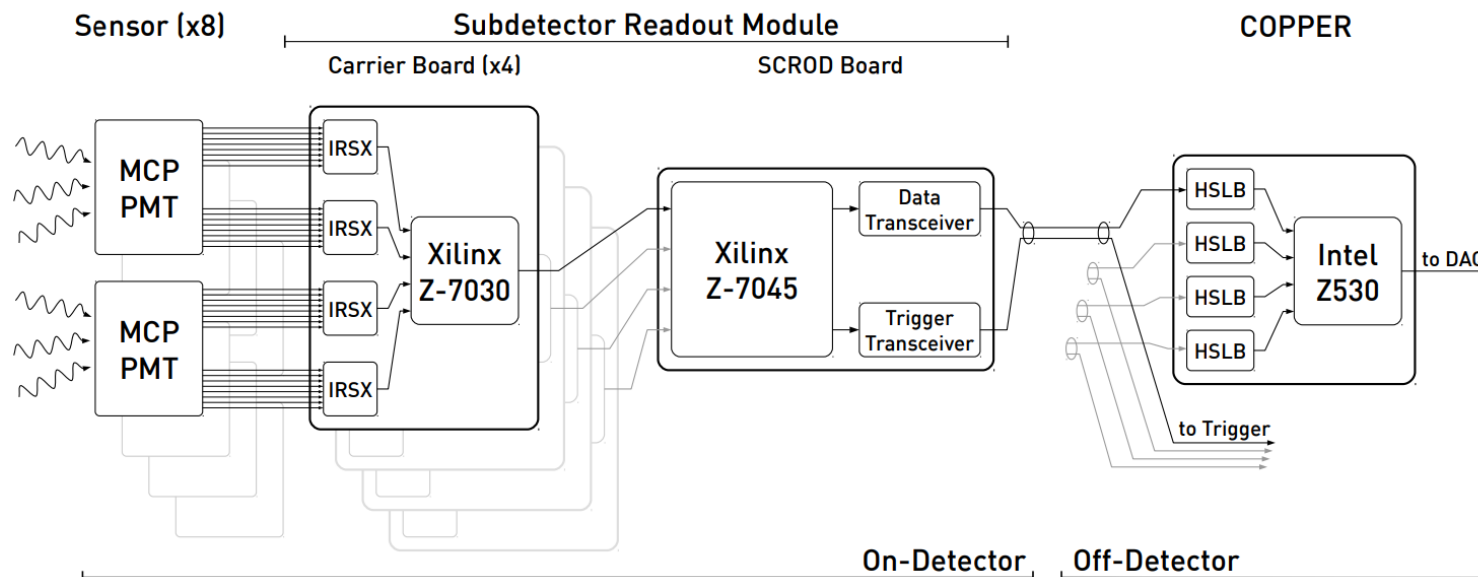 Sensor (x8)
Subdetector Readout Module
COPPER
Carrier Board (x4)
SCROD Board
MCP
PMT
MCP
PMT
IRSX
IRSX
IRSX
IRSX
Xilinx
Z-7030
Xilinx
Z-7045
Data
Transceiver
Trigger
Transceiver
HSLB
HSLB
HSLB
HSLB
Intel
Z530
to DAQ
to Trigger
On-Detector
Off-Detector